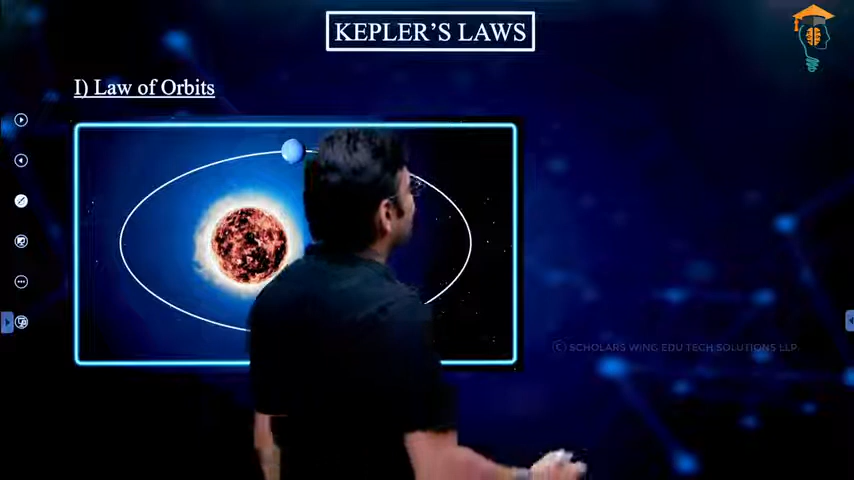 KEPLER'S LAWS
I) Law of Orbits
© SCHOLARS WING EDU TECH SOLUTIONS LLP